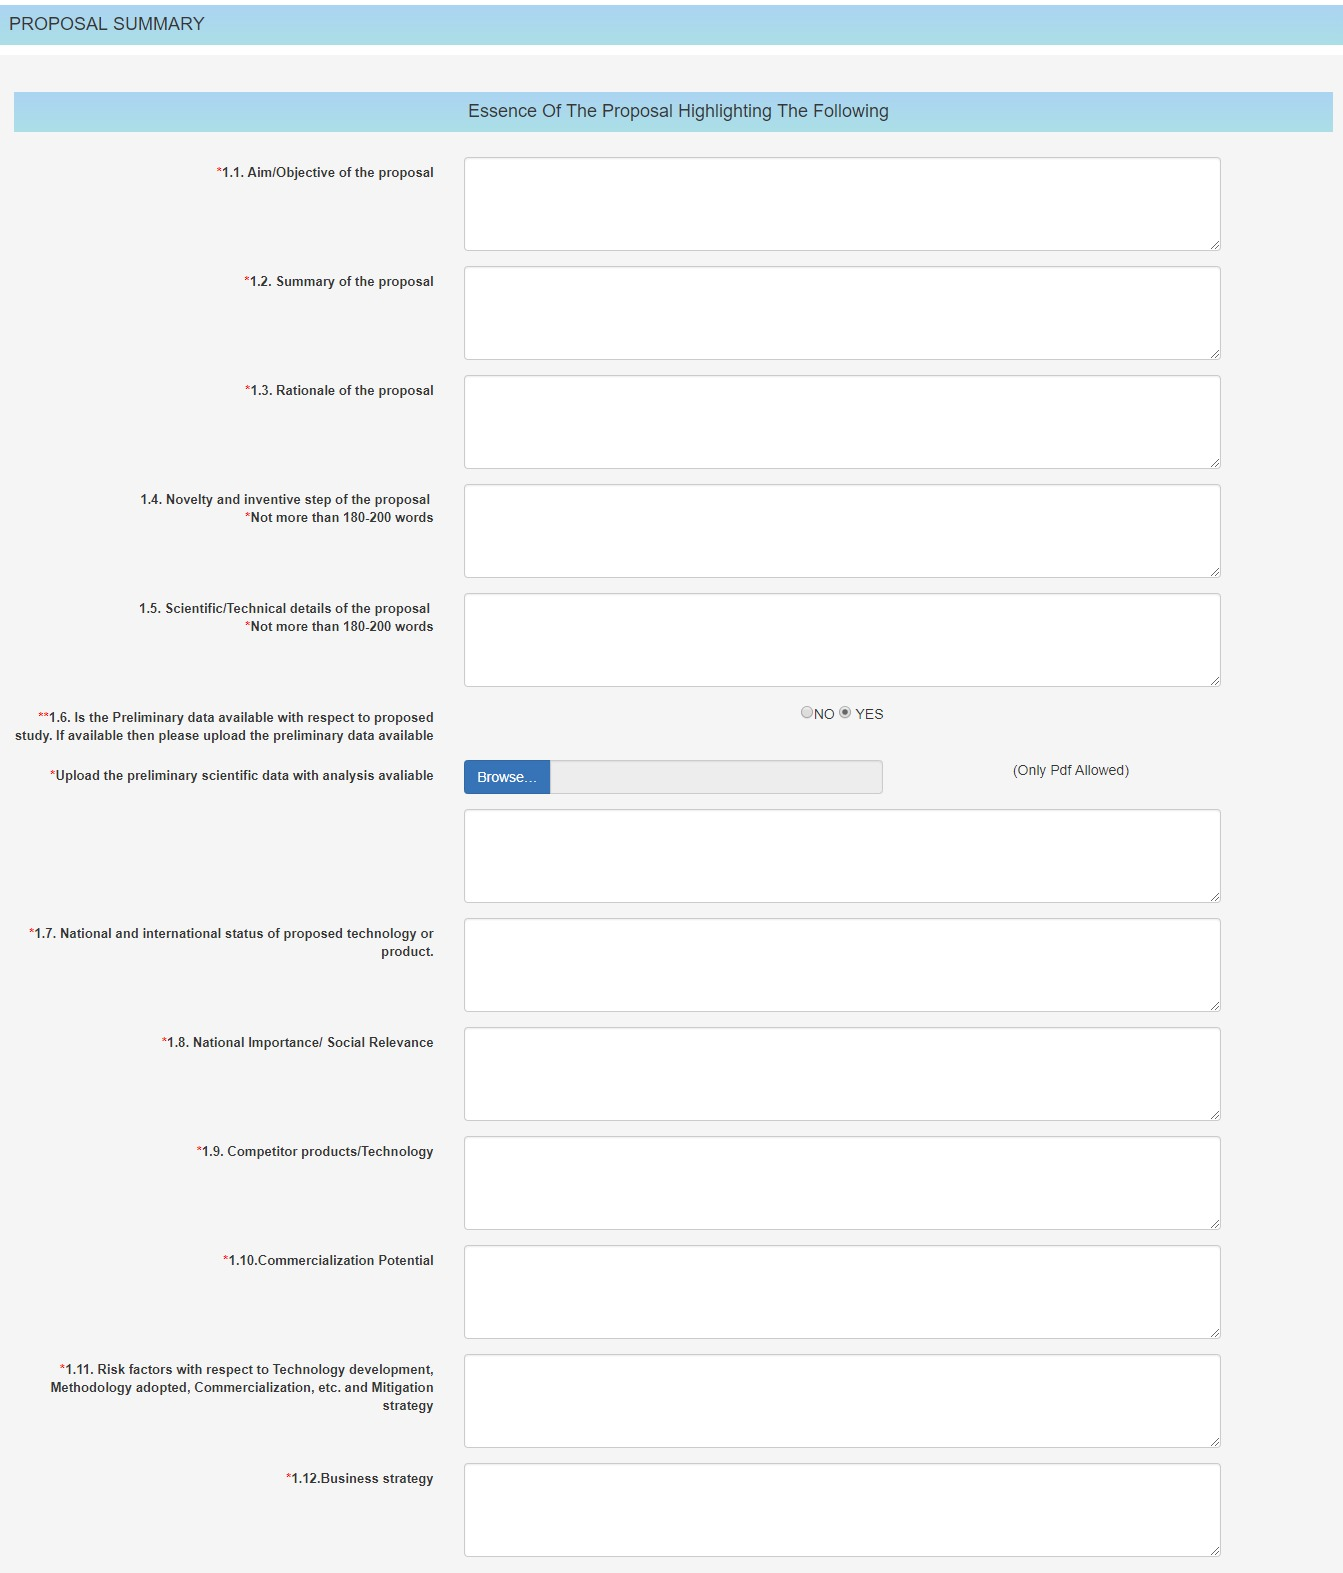 PROPOSAL SUMMARY
Essence Of The Proposal Highlighting The Following
*1.1. Aim/Objective of the proposal
*1.2. Summary of the proposal
*1.3. Rationale of the proposal
1.4. Novelty and inventive step of the proposal
*Not more than 180-200 words
1.5. Scientific/Technical details of the proposal
*Not more than 180-200 words
**1.6. Is the Preliminary data available with respect to proposed
study. If available then please upload the preliminary data available
NO YES
*Upload the preliminary scientific data with analysis avaliable
Browse...
(Only Pdf Allowed)
*1.7. National and international status of proposed technology or
product.
*1.8. National Importance/ Social Relevance
*1.9. Competitor products/Technology
*1.10.Commercialization Potential
*1.11. Risk factors with respect to Technology development,
Methodology adopted, Commercialization, etc. and Mitigation
strategy
*1.12.Business strategy